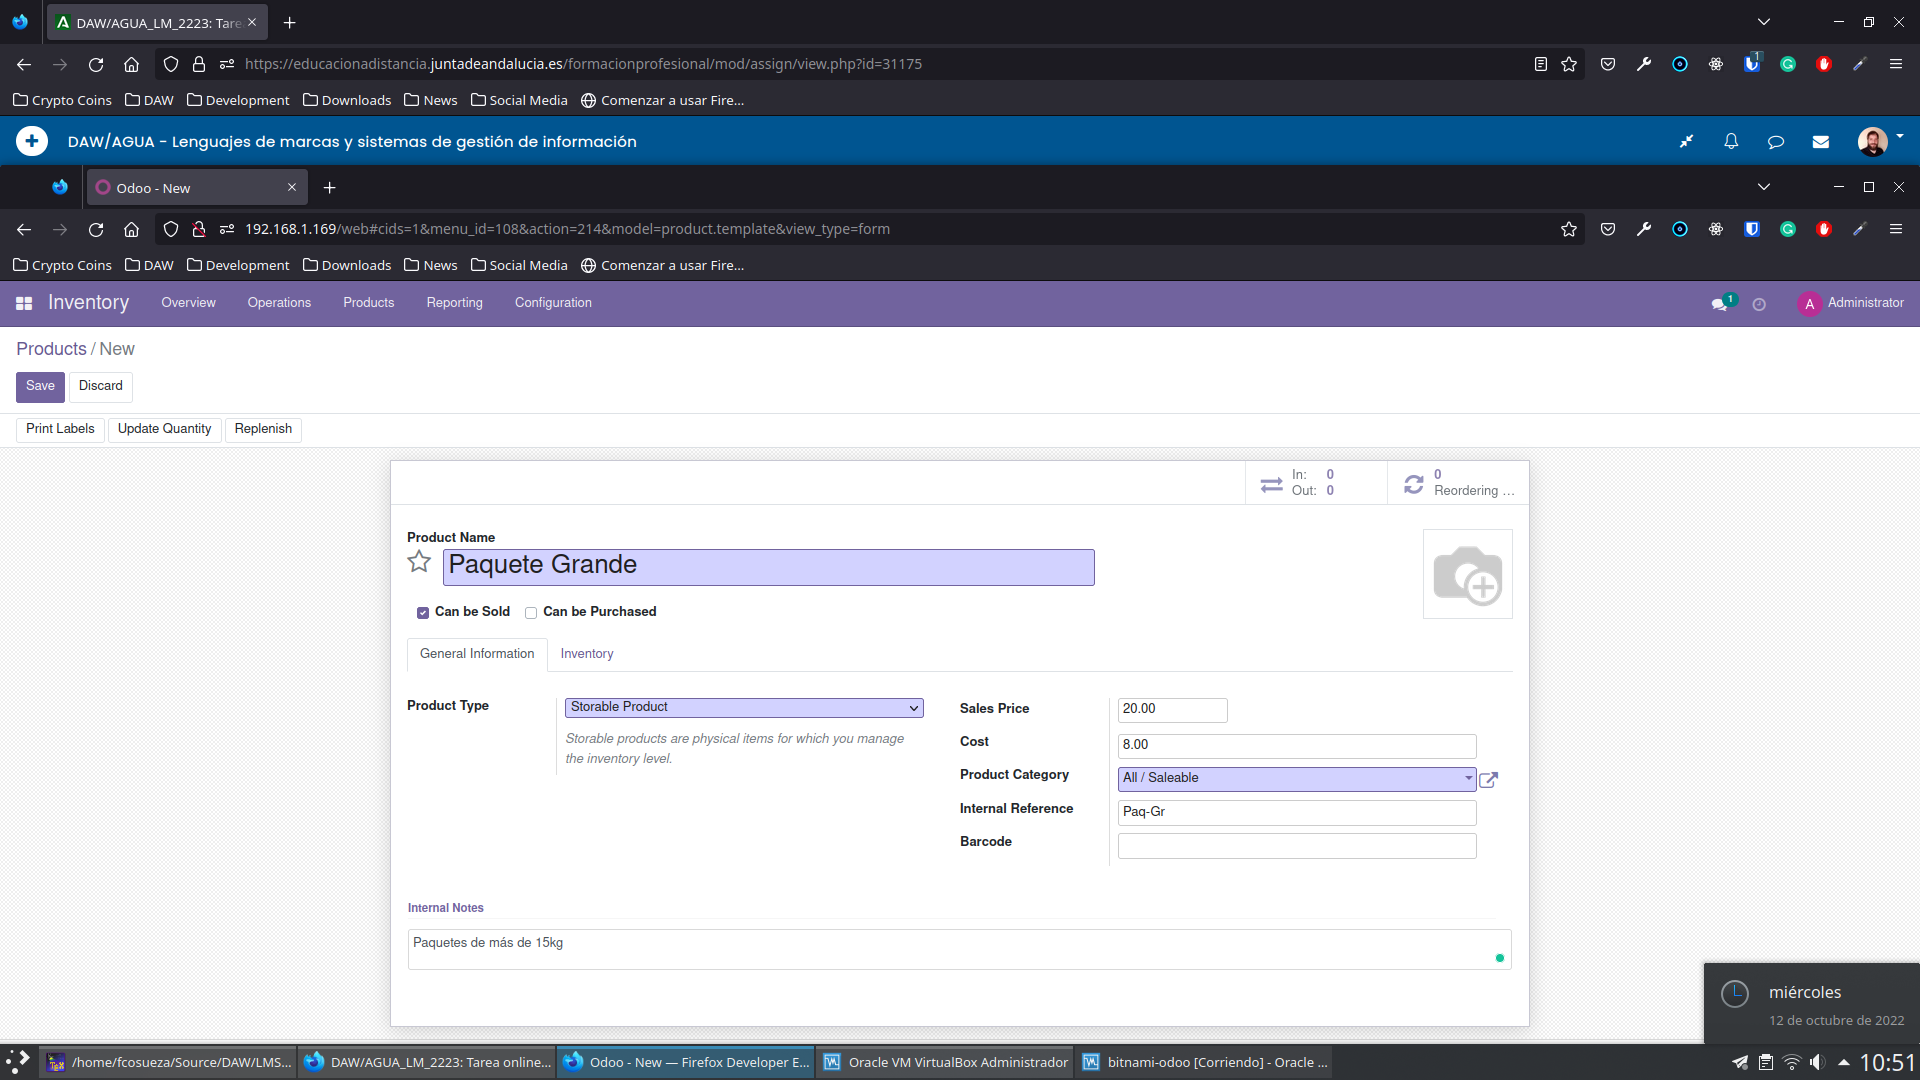 DAW/AGUA_LM_2223: Tare
https://educacionadistancia.juntadeandalucia.es/formacionprofesional/mod/assign/view.php?id=31175
1
Crypto Coins DAW Development Downloads News Social Media Comenzar a usar Fire...
DAW/AGUA - Lenguajes de marcas y sistemas de gestión de información
Odoo - New
192.168.1.169/web#cids=1&menu_id=108&action=214&model=product.template&view_type=form
Crypto Coins DAW Development Downloads News Social Media Comenzar a usar Fire...
Inventory Overview Operations Products Reporting Configuration 1 A Administrator
Products / New
Save Discard
Print Labels Update Quantity Replenish
In: 0
Out: 0
0
Reordering ...
Product Name
Paquete Grande
Can be Sold Can be Purchased
General Information Inventory
Product Type Storable Product
Storable products are physical items for which you manage
the inventory level.
Sales Price 20.00
Cost 8.00
Product Category All / Saleable
Internal Reference Paq-Gr
Barcode
Internal Notes
Paquetes de más de 15kg
miércoles
12 de octubre de 2022
/home/fcosueza/Source/DAW/LMS... DAW/AGUA_LM_2223: Tarea online... Odoo - New — Firefox Developer E... Oracle VM VirtualBox Administrador bitnami-odoo [Corriendo] - Oracle ... 10:51